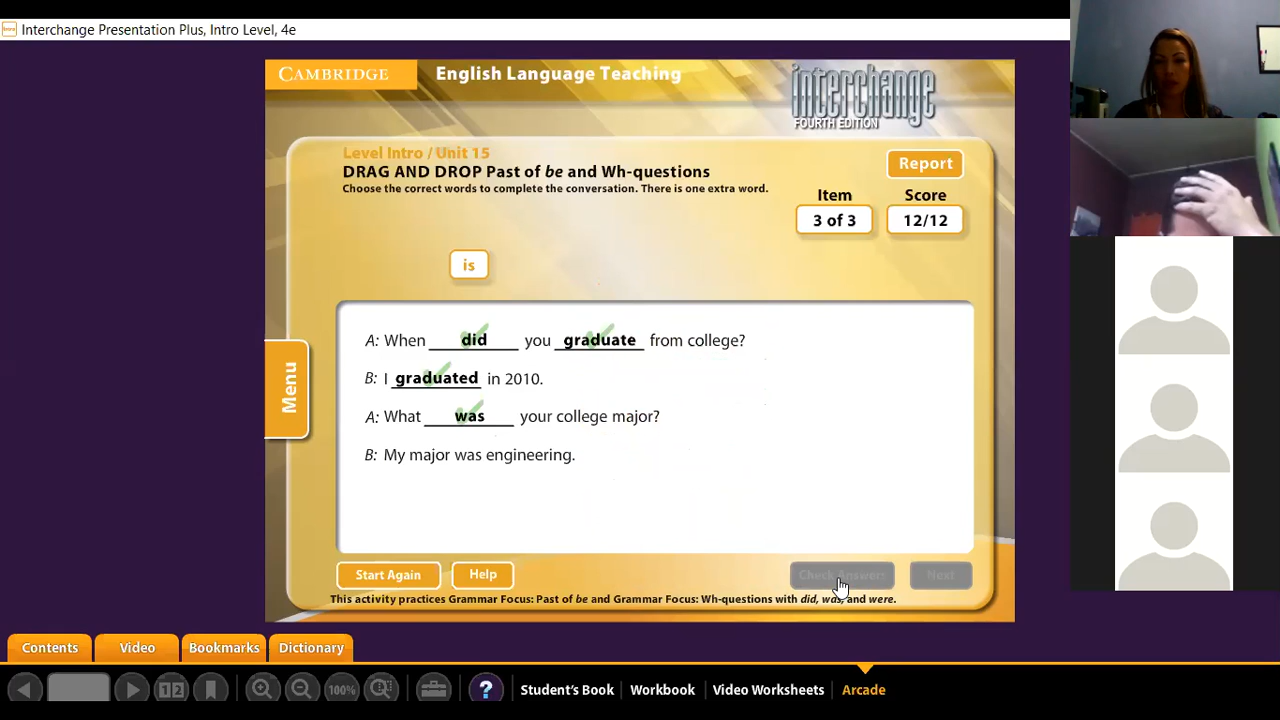 Interchange Presentation Plus, Intro Level, 4e
CAMBRIDGE
English Language Teaching
interchange
FOURTH EDITION
Level Intro / Unit 15
DRAG AND DROP Past of be and Wh-questions
Choose the correct words to complete the conversation. There is one extra word.
Report
Item
Score
3 of 3
12/12
is
A: When did you graduate from college?
B: I graduated in 2010.
A: What was your college major?
B: My major was engineering.
Menu
Start Again
Help
Check Answers
Next
This activity practices Grammar Focus: Past of be and Grammar Focus: Wh-questions with did, was, and were.
Contents
Video
Bookmarks
Dictionary
1 2
100%
?
Student's Book
Workbook
Video Worksheets
Arcade